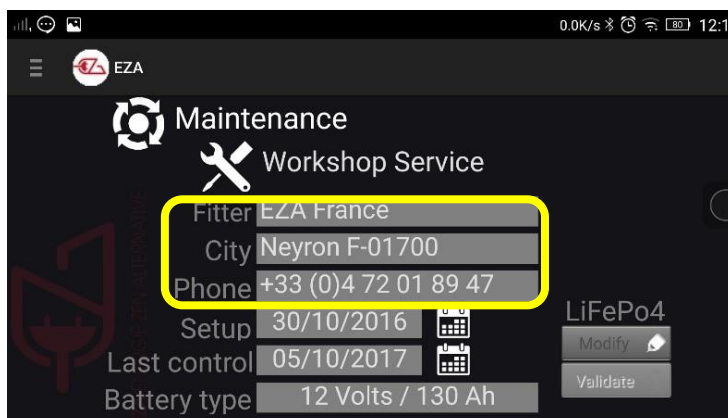 0.0K/s 80 12:1
EZA
Maintenance
Workshop Service
Fitter EZA France
City Neyron F-01700
Phone +33 (0)4 72 01 89 47
Setup 30/10/2016
Last control 05/10/2017
LiFePo4
Modify
Validate
Battery type 12 Volts / 130 Ah